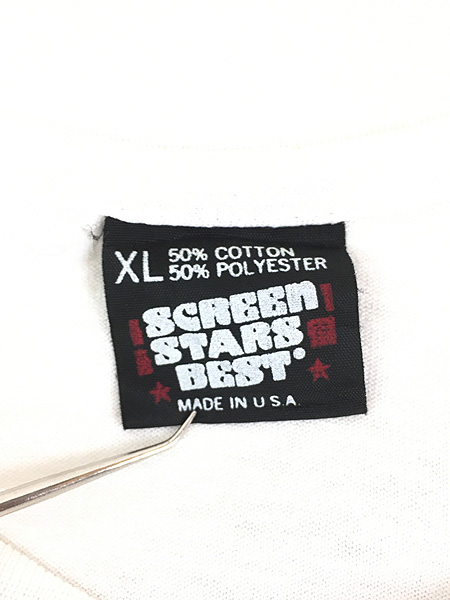 XL 50% COTTON
50% POLYESTER
SCREEN
STARS
BEST®
MADE IN U.S.A.